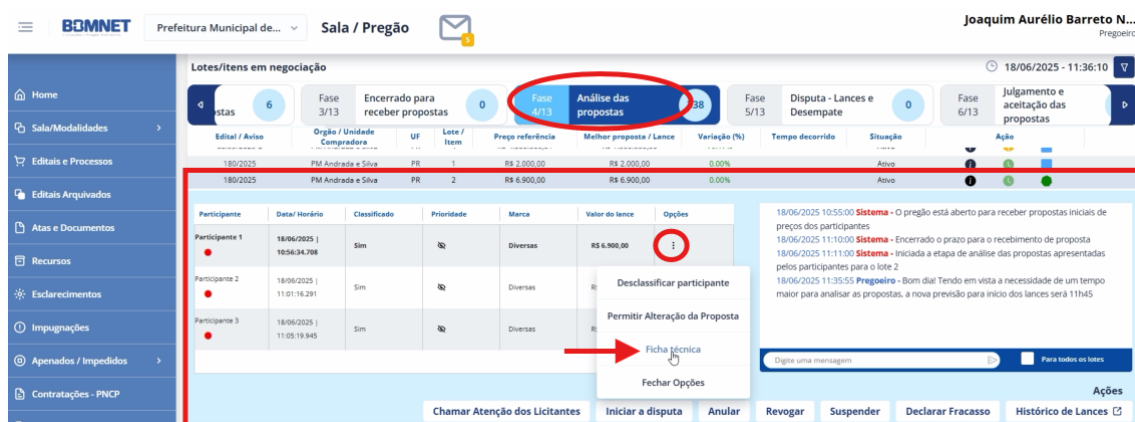 BBMNET
Prefeitura Municipal de...
Sala / Pregão
5
Joaquim Aurélio Barreto N...
Pregoeiro
Lotes/itens em negociação
18/06/2025 - 11:36:10
Home
Sala/Modalidades
Editais e Processos
Editais Arquivados
Atas e Documentos
Recursos
Esclarecimentos
Impugnações
Apenados / Impedidos
Contratações - PNCP
ostas 6
Fase 3/13 Encerrado para receber propostas 0
Fase 4/13 Análise das propostas 38
Fase 5/13 Disputa - Lances e Desempate 0
Fase 6/13 Julgamento e aceitação das propostas
Edital / Aviso Orgão / Unidade Compradora UF Lote / Item Preço referência Melhor proposta / Lance Variação (%) Tempo decorrido Situação Ação
180/2025 PM Andrada e Silva PR 1 R$ 2.000,00 R$ 2.000,00 0.00% Ativo
180/2025 PM Andrada e Silva PR 2 R$ 6.900,00 R$ 6.900,00 0.00% Ativo
Participante Data/ Horário Classificado Prioridade Marca Valor do lance Opções
Participante 1 18/06/2025 | 10:56:34.708 Sim Diversas R$ 6.900,00
Participante 2 18/06/2025 | 11:01:16.291 Sim Diversas
Participante 3 18/06/2025 | 11:05:19.945 Sim Diversas
Desclassificar participante
Permitir Alteração da Proposta
Ficha técnica
Fechar Opções
18/06/2025 10:55:00 Sistema - O pregão está aberto para receber propostas iniciais de
preços dos participantes
18/06/2025 11:10:00 Sistema - Encerrado o prazo para o recebimento de proposta
18/06/2025 11:11:00 Sistema - Iniciada a etapa de análise das propostas apresentadas
pelos participantes para o lote 2
18/06/2025 11:35:55 Pregoeiro - Bom dia! Tendo em vista a necessidade de um tempo
maior para analisar as propostas, a nova previsão para início dos lances será 11h45
Digite uma mensagem
Para todos os lotes
Ações
Chamar Atenção dos Licitantes Iniciar a disputa Anular Revogar Suspender Declarar Fracasso Histórico de Lances